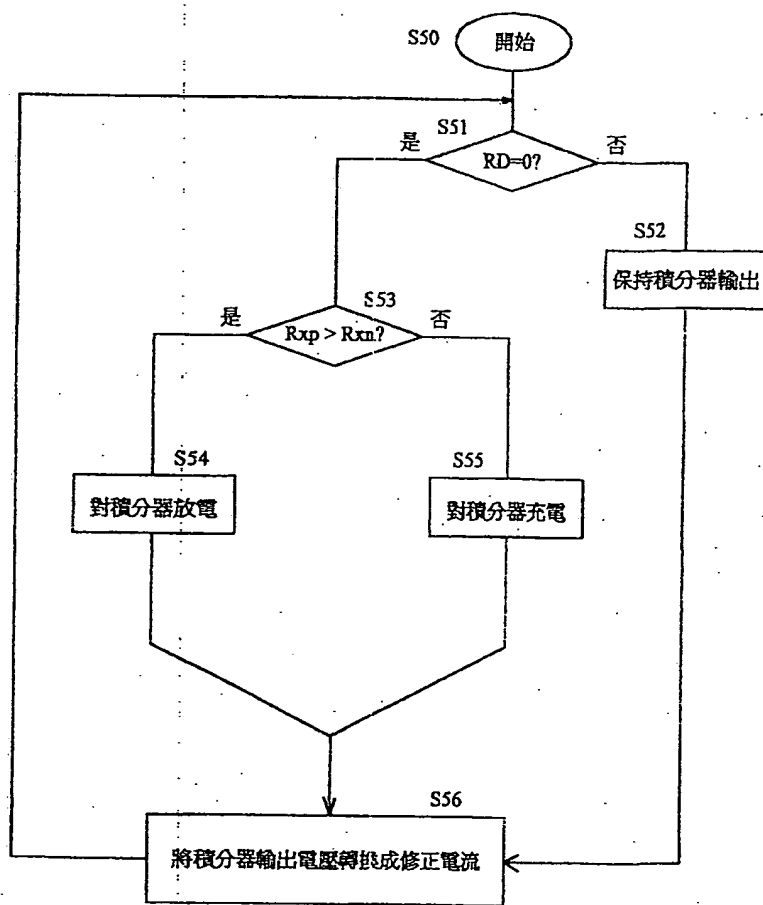 S50
開始
S51
是
RD=0?
否
S52
保持積分器輸出
S53
是
Rxp > Rxn?
否
S54
對積分器放電
S55
對積分器充電
S56
將積分器輸出電壓轉換成修正電流